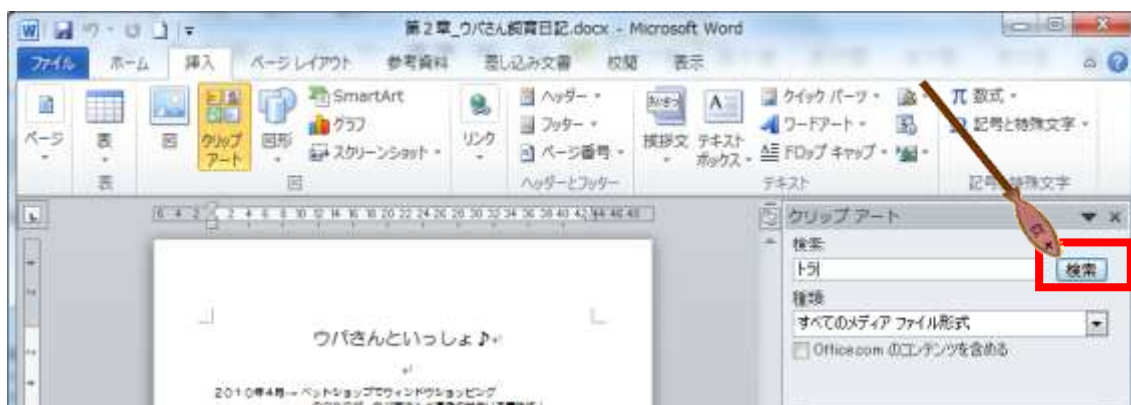 第2章_ウパさん飼育日記.docx - Microsoft Word
ファイル ホーム 挿入 ページ レイアウト 参考資料 差し込み文書 校閲 表示
ページ
表
図
クリップ
アート
図形
SmartArt
グラフ
スクリーンショット
リンク
ヘッダー
フッター
ページ番号
挨拶文
テキスト
ボックス
クイック パーツ
ワードアート
ドロップ キャップ
π 数式
記号と特殊文字
表
図
ヘッダーとフッター
テキスト
記号と特殊文字
クリップ アート
検索:
トラ
検索
種類:
すべてのメディア ファイル形式
Office.com のコンテンツを含める
ウパさんといっしょ♪
2010年4月→ペットショップでウィンドウショッピング